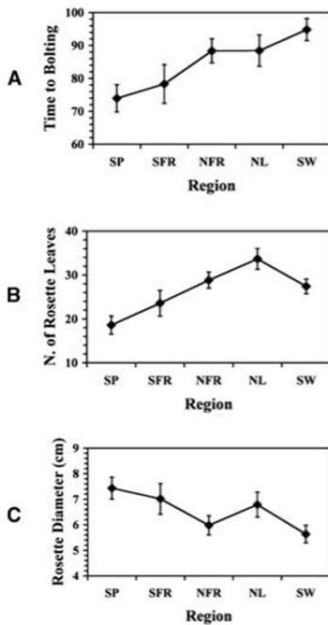 A
Time to Bolting
100
90
80
70
60
SP SFR NFR NL SW
Region
B
N. of Rosette Leaves
40
30
20
10
SP SFR NFR NL SW
Region
C
Rosette Diameter (cm)
9
8
7
6
5
4
SP SFR NFR NL SW
Region